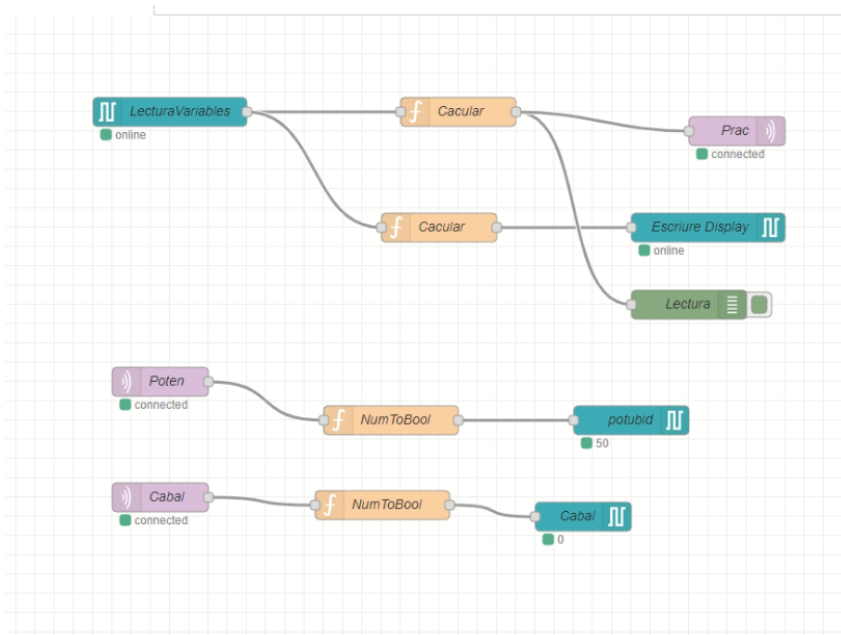 LecturaVariables
online
Cacular
Prac
connected
Cacular
Escriure Display
online
Lectura
Poten
connected
NumToBool
potubid
50
Cabal
connected
NumToBool
Cabal
0